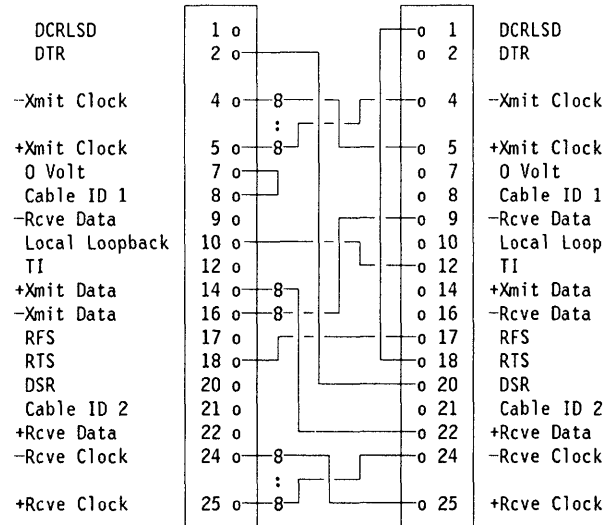 DCRLSD 1 o o 1 DCRLSD
DTR 2 o o 2 DTR
−Xmit Clock 4 o 8 o 4 −Xmit Clock
:
+Xmit Clock 5 o 8 o 5 +Xmit Clock
0 Volt 7 o o 7 0 Volt
Cable ID 1 8 o o 8 Cable ID 1
−Rcve Data 9 o o 9 −Rcve Data
Local Loopback 10 o o 10 Local Loop
TI 12 o o 12 TI
+Xmit Data 14 o 8 o 14 +Xmit Data
−Xmit Data 16 o 8 o 16 −Rcve Data
RFS 17 o o 17 RFS
RTS 18 o o 18 RTS
DSR 20 o o 20 DSR
Cable ID 2 21 o o 21 Cable ID 2
+Rcve Data 22 o o 22 +Rcve Data
−Rcve Clock 24 o 8 o 24 −Rcve Clock
:
+Rcve Clock 25 o 8 o 25 +Rcve Clock